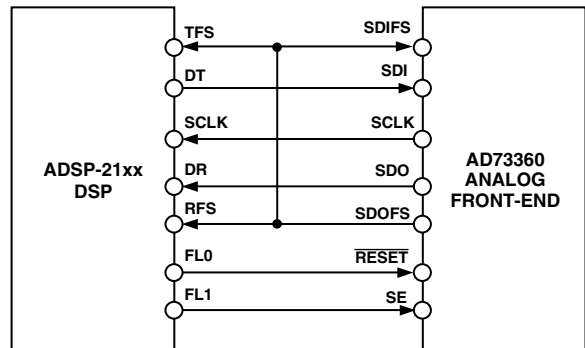 TFS SDIFS
DT SDI
SCLK SCLK
ADSP-21xx
DSP
DR SDO
AD73360
ANALOG
FRONT-END
RFS SDOFS
FL0 RESET
FL1 SE